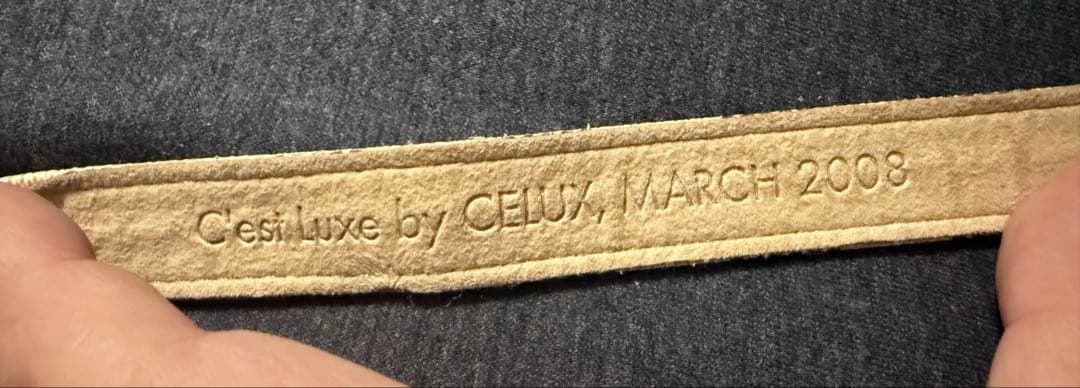 C'est Luxe by CELUX, MARCH 2008